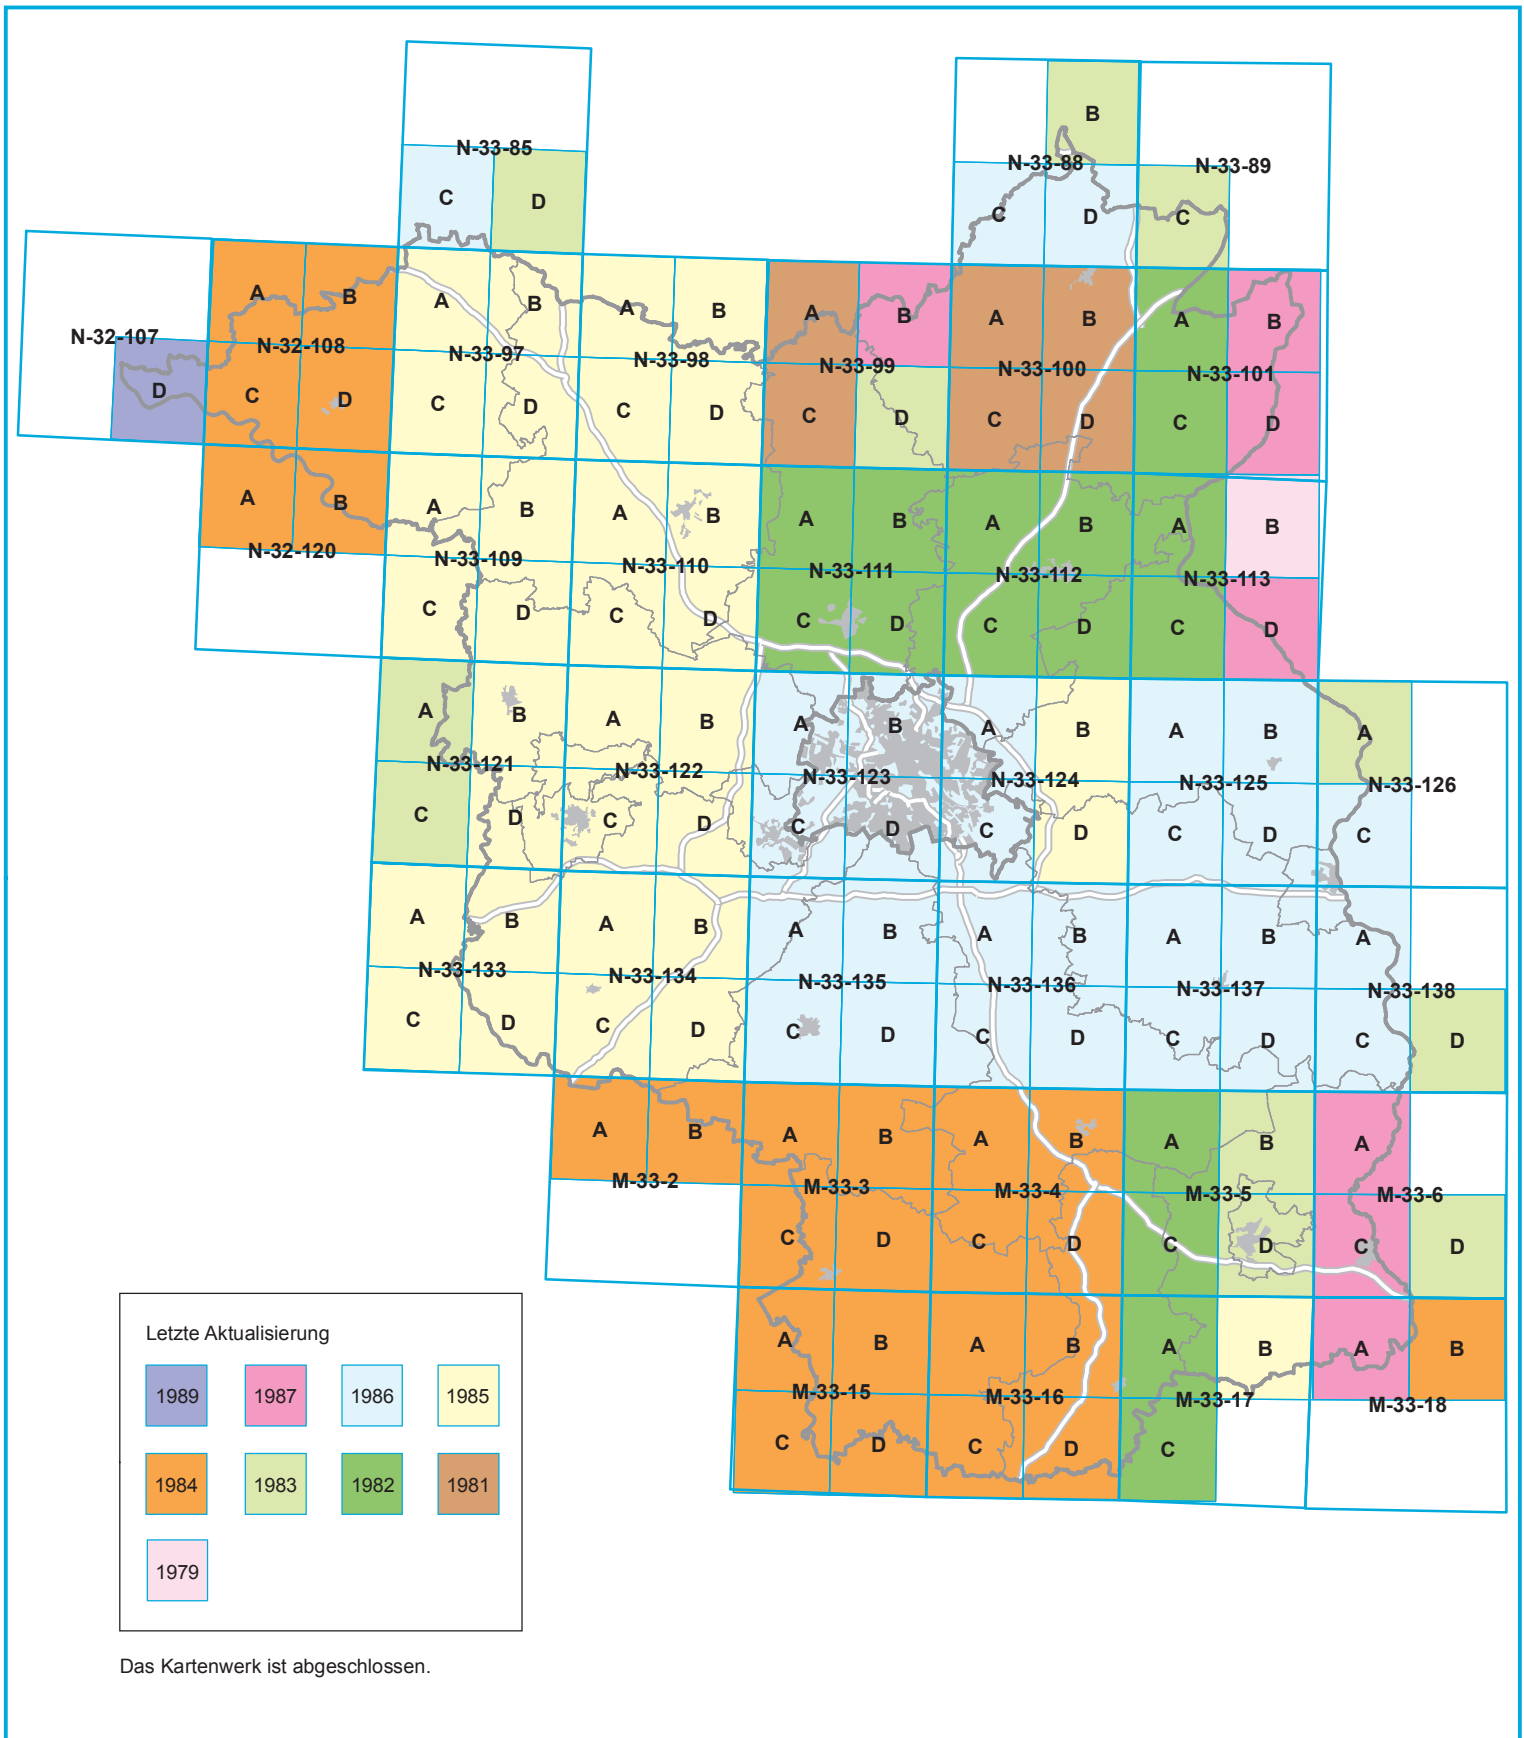 B
N-33-85
N-33-88
N-33-89
C D
C D C
A B A B A B A B A B A B A B
N-32-107 N-32-108 N-33-97 N-33-98 N-33-99 N-33-100 N-33-101
D C D C D C D C D C D C D
A B A B A B A B A B A B
N-32-120 N-33-109 N-33-110 N-33-111 N-33-112 N-33-113
C D C D C D C D C D
A B A B A B A B A B A
N-33-121 N-33-122 N-33-123 N-33-124 N-33-125 N-33-126
C D C D C D C D C D C
A B A B A B A B A B A
N-33-133 N-33-134 N-33-135 N-33-136 N-33-137 N-33-138
C D C D C D C D C D C D
A B A B A B A B A
M-33-2 M-33-3 M-33-4 M-33-5 M-33-6
C D C D C D C D
A B A B A B A B
M-33-15 M-33-16 M-33-17 M-33-18
C D C D C
Letzte Aktualisierung
1989 1987 1986 1985
1984 1983 1982 1981
1979
Das Kartenwerk ist abgeschlossen.